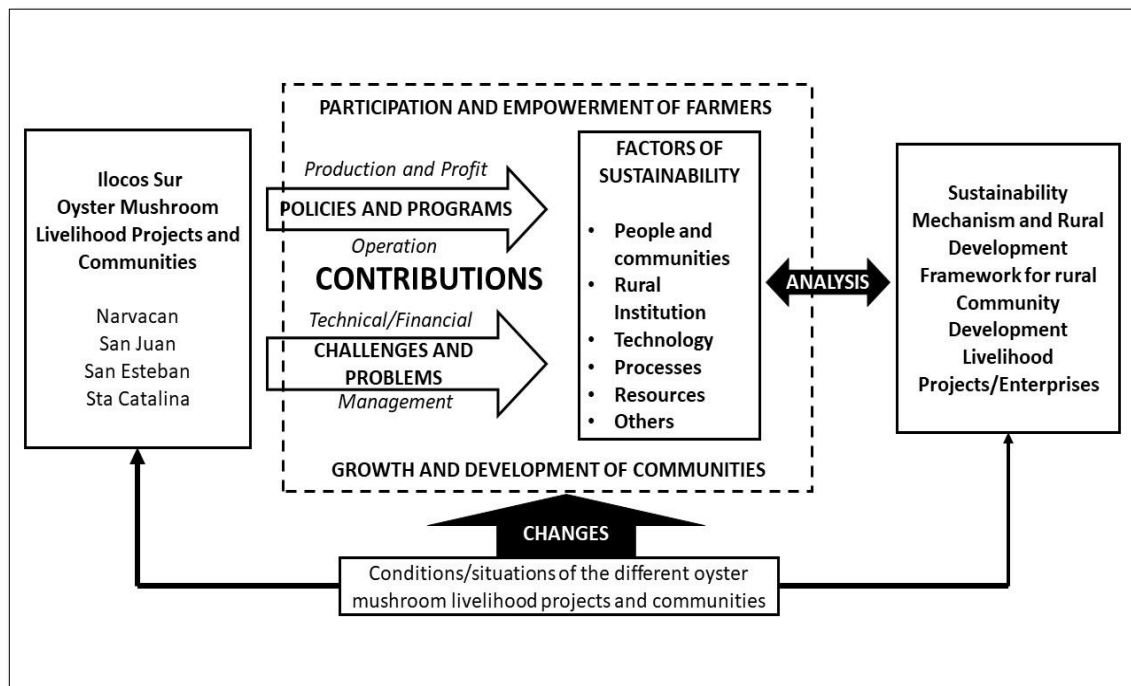 PARTICIPATION AND EMPOWERMENT OF FARMERS
Ilocos Sur
Oyster Mushroom
Livelihood Projects and
Communities
Narvacan
San Juan
San Esteban
Sta Catalina
Production and Profit
POLICIES AND PROGRAMS
Operation
CONTRIBUTIONS
Technical/Financial
CHALLENGES AND
PROBLEMS
Management
FACTORS OF
SUSTAINABILITY
• People and
communities
• Rural
Institution
• Technology
• Processes
• Resources
• Others
ANALYSIS
Sustainability
Mechanism and Rural
Development
Framework for rural
Community
Development
Livelihood
Projects/Enterprises
GROWTH AND DEVELOPMENT OF COMMUNITIES
CHANGES
Conditions/situations of the different oyster
mushroom livelihood projects and communities